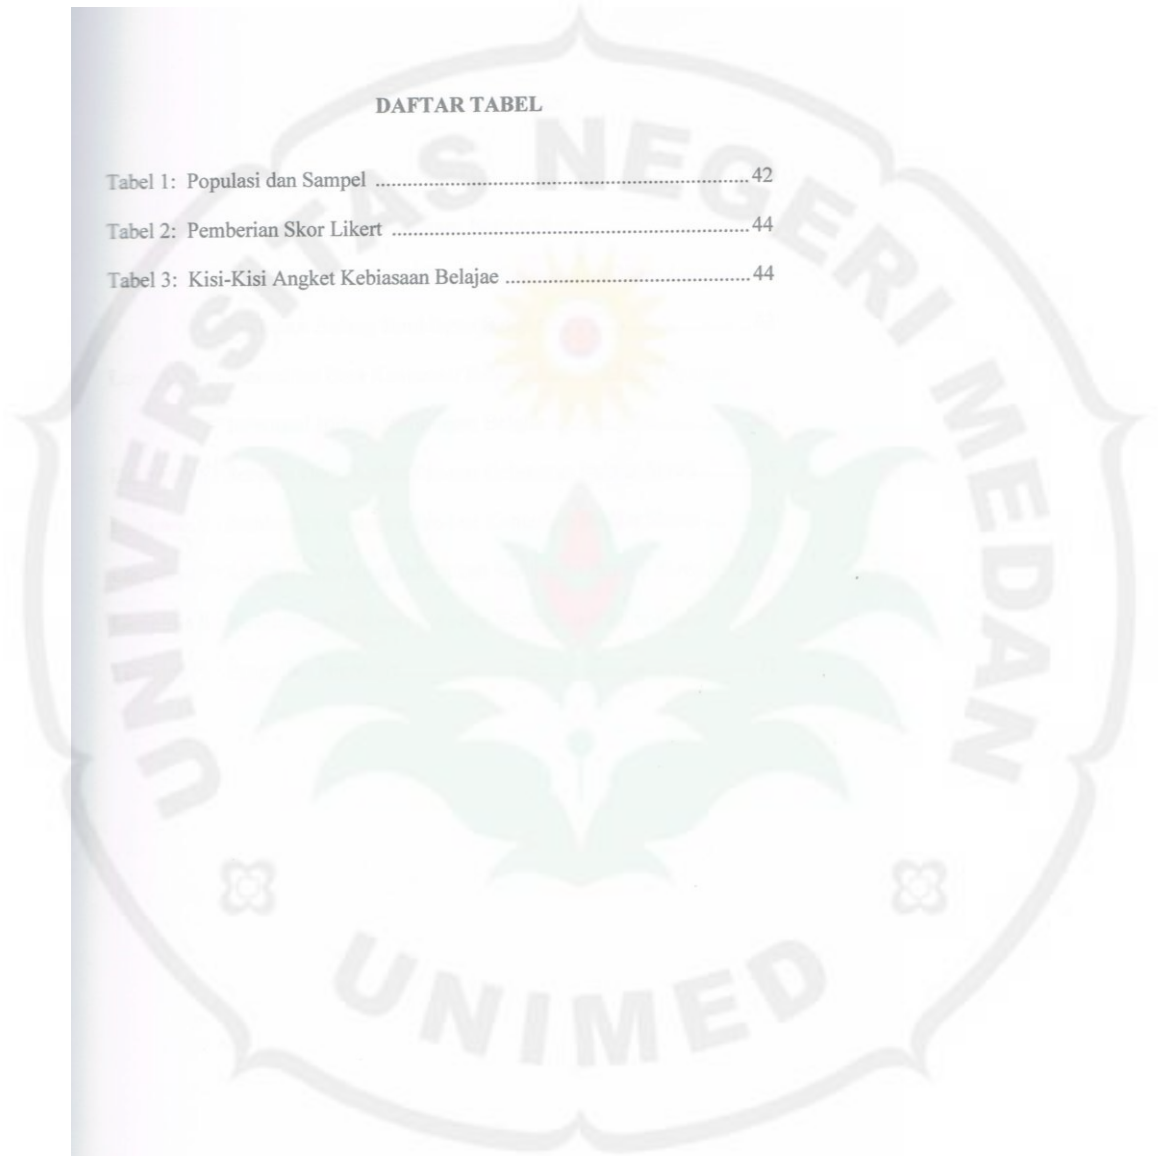 DAFTAR TABEL
Tabel 1: Populasi dan Sampel ................................................................ 42
Tabel 2: Pemberian Skor Likert ............................................................. 44
Tabel 3: Kisi-Kisi Angket Kebiasaan Belajae .......................................... 44
UNIVERSITAS NEGERI MEDAN
UNIMED